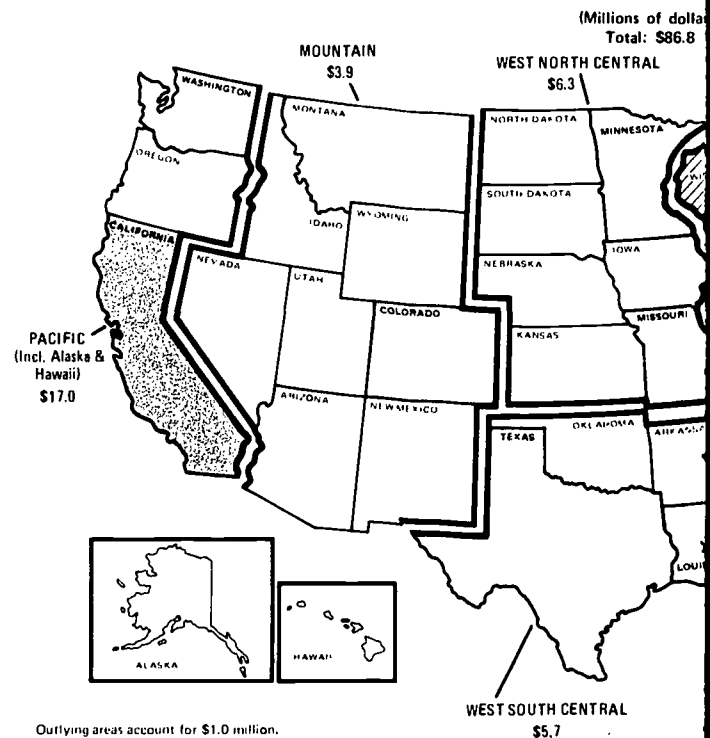 (Millions of dolla
Total: $86.8
MOUNTAIN
$3.9
WEST NORTH CENTRAL
$6.3
WASHINGTON
MONTANA
NORTH DAKOTA
MINNESOTA
OREGON
SOUTH DAKOTA
IDAHO
WYOMING
CALIFORNIA
NEVADA
UTAH
NEBRASKA
IOWA
COLORADO
MISSOURI
KANSAS
PACIFIC
(Incl. Alaska &
Hawaii)
$17.0
ARIZONA
NEW MEXICO
TEXAS
OKLAHOMA
ARKANSA
LOUI
ALASKA
HAWAII
WEST SOUTH CENTRAL
$5.7
Outlying areas account for $1.0 million.